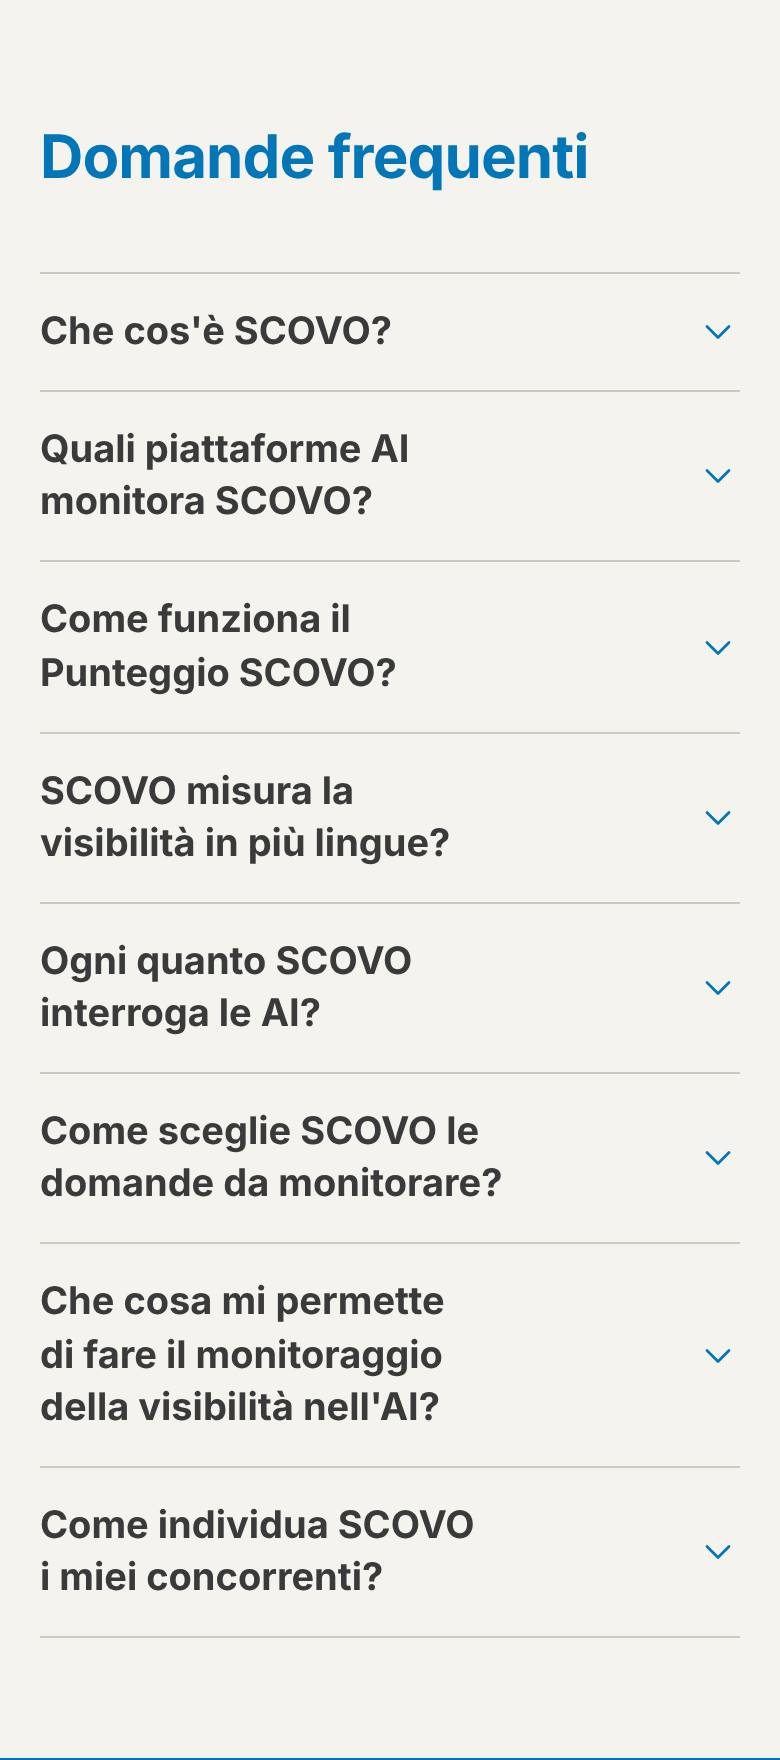 Domande frequenti
Che cos'è SCOVO?
Quali piattaforme AI
monitora SCOVO?
Come funziona il
Punteggio SCOVO?
SCOVO misura la
visibilità in più lingue?
Ogni quanto SCOVO
interroga le AI?
Come sceglie SCOVO le
domande da monitorare?
Che cosa mi permette
di fare il monitoraggio
della visibilità nell'AI?
Come individua SCOVO
i miei concorrenti?